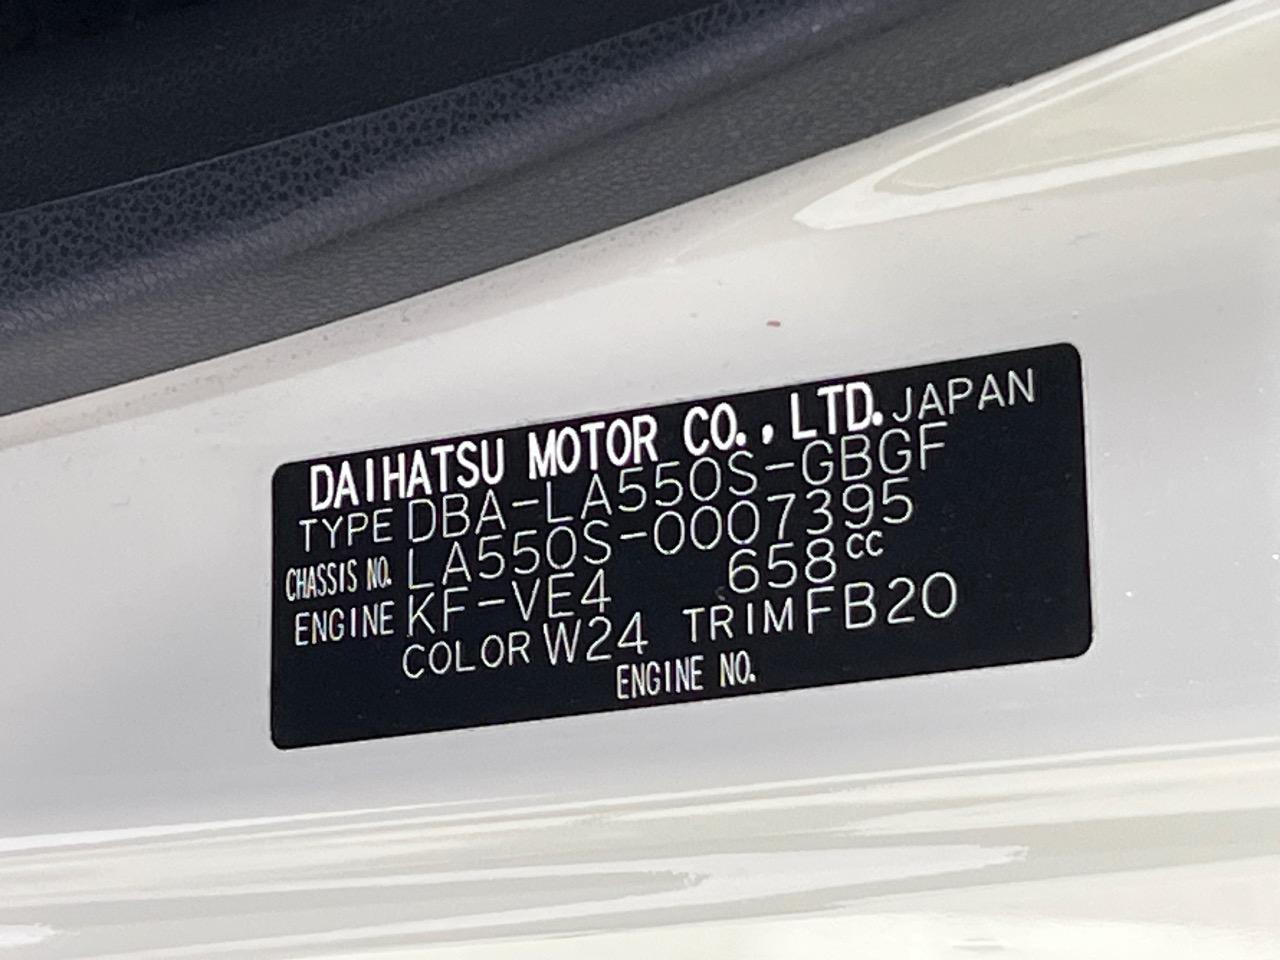 DAIHATSU MOTOR CO., LTD. JAPAN
TYPE DBA-LA550S-GBGF
CHASSIS NO. LA550S-0007395
ENGINE KF-VE4 658cc
COLOR W24 TRIM FB20
ENGINE NO.